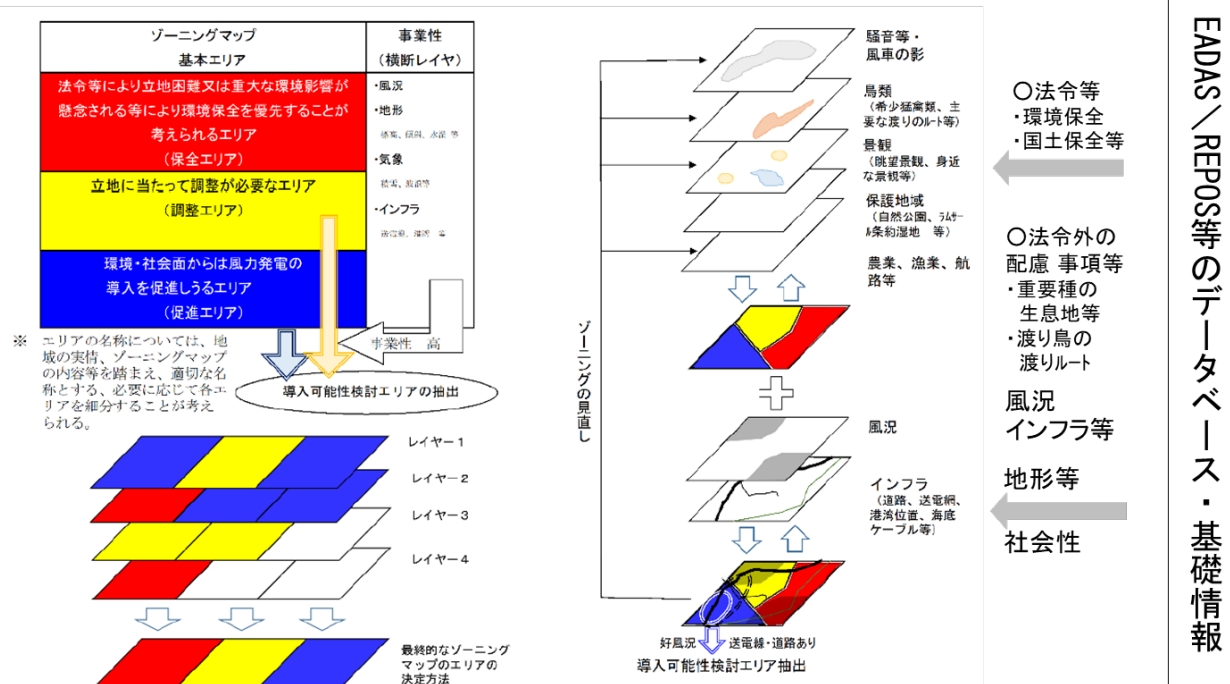 ゾーニングマップ
基本エリア
事業性
(横断レイヤ)
法令等により立地困難又は重大な環境影響が
懸念される等により環境保全を優先することが
考えられるエリア
(保全エリア)
立地に当たって調整が必要なエリア
(調整エリア)
環境・社会面からは風力発電の
導入を促進しうるエリア
(促進エリア)
・風況
・地形
標高、傾斜、水深 等
・気象
積雪、波浪等
・インフラ
送電線、港湾 等
事業性 高
※ エリアの名称については、地
域の実情、ゾーニングマップ
の内容等を踏まえ、適切な名
称とする、必要に応じて各エ
リアを細分することが考え
られる。
導入可能性検討エリアの抽出
レイヤー1
レイヤー2
レイヤー3
レイヤー4
最終的なゾーニング
マップのエリアの
決定方法
ゾーニングの見直し
騒音等・
風車の影
鳥類
(希少猛禽類、主
要な渡りのルート等)
景観
(眺望景観、身近
な景観等)
保護地域
(自然公園、ラムサー
ル条約湿地 等)
農業、漁業、航
路等
風況
インフラ
(道路、送電網、
港湾位置、海底
ケーブル等)
好風況
送電線・道路あり
導入可能性検討エリア抽出
○法令等
・環境保全
・国土保全等
○法令外の
配慮 事項等
・重要種の
生息地等
・渡り鳥の
渡りルート
風況
インフラ等
地形等
社会性
EADAS/REPOS等のデータベース・基礎情報